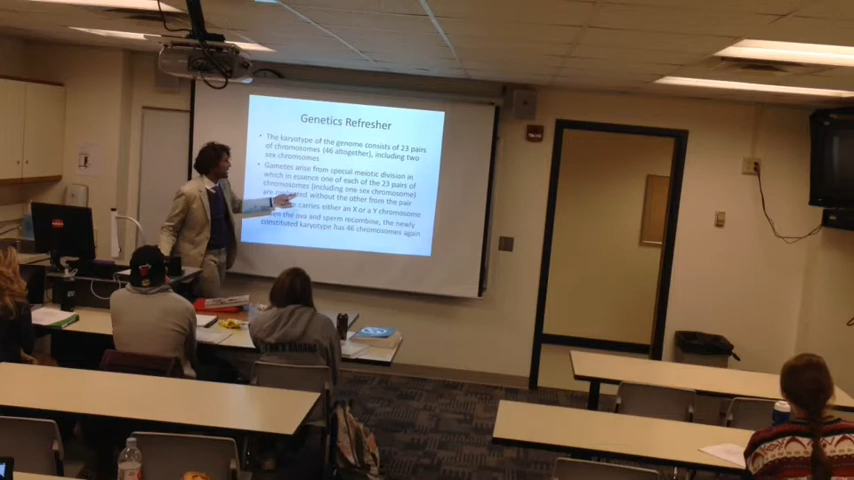 Genetics Refresher
• The karyotype of the genome consists of 23 pairs
of chromosomes (46 altogether), including two
sex chromsomes
• Gametes arise from special meiotic division in
which in essence one of each of the 23 pairs of
chromosomes (including one sex chromosome)
are without the other from the pair
carries either an X or a Y chromosome
the ova and sperm recombine, the newly
constituted karyotype has 46 chromosomes again